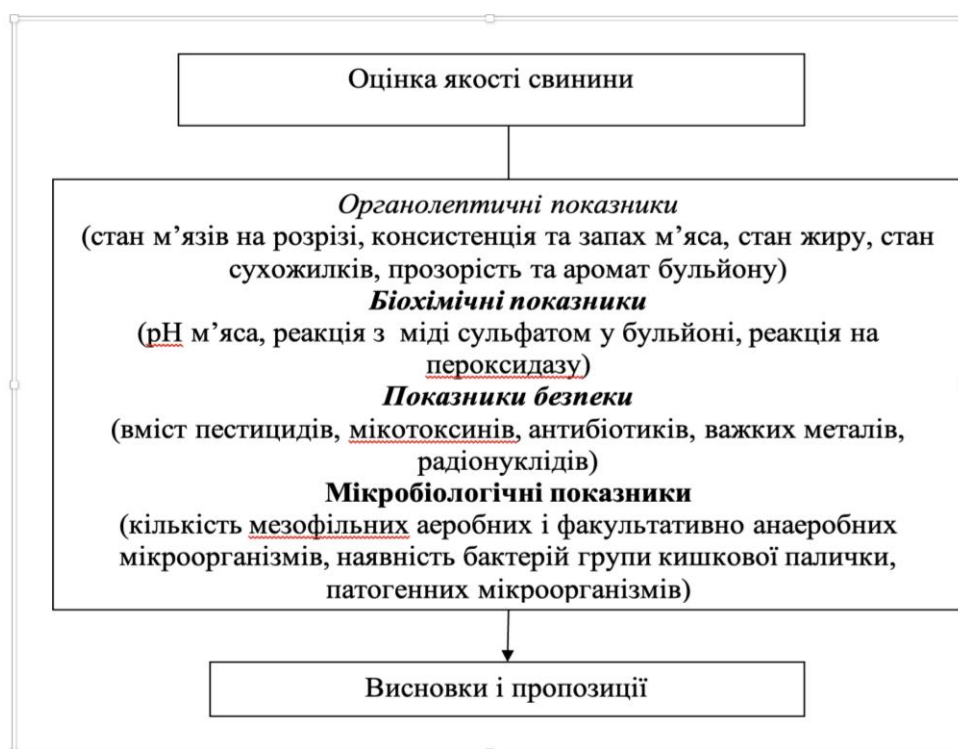 Оцінка якості свинини
Органолептичні показники
(стан м’язів на розрізі, консистенція та запах м’яса, стан жиру, стан
сухожилків, прозорість та аромат бульйону)
Біохімічні показники
(рН м’яса, реакція з міді сульфатом у бульйоні, реакція на
пероксидазу)
Показники безпеки
(вміст пестицидів, мікотоксинів, антибіотиків, важких металів,
радіонуклідів)
Мікробіологічні показники
(кількість мезофільних аеробних і факультативно анаеробних
мікроорганізмів, наявність бактерій групи кишкової палички,
патогенних мікроорганізмів)
Висновки і пропозиції